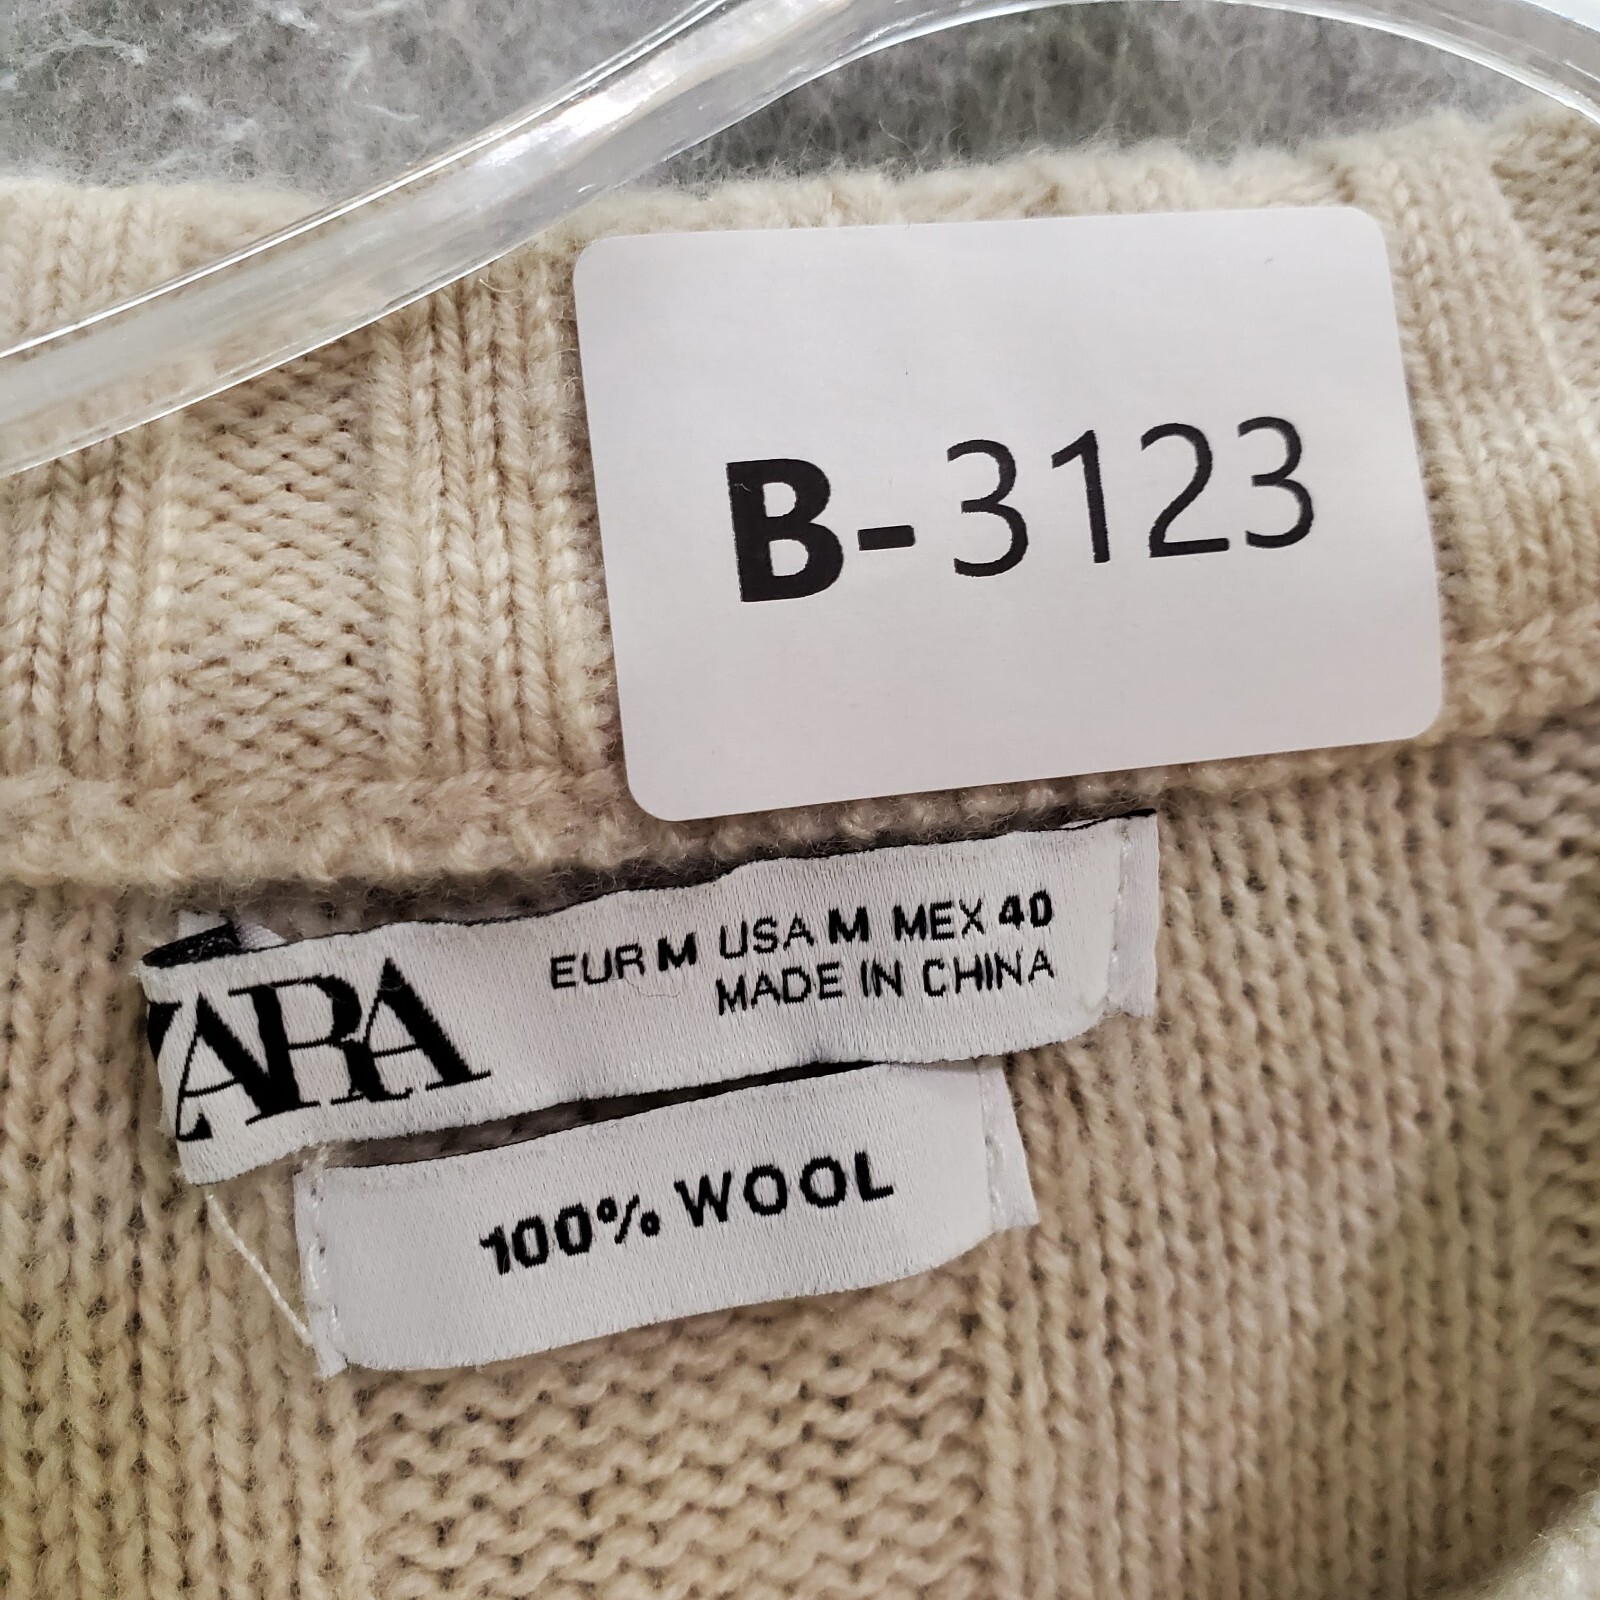 B-3123
ZARA
EUR M USA M MEX 40
MADE IN CHINA
100% WOOL